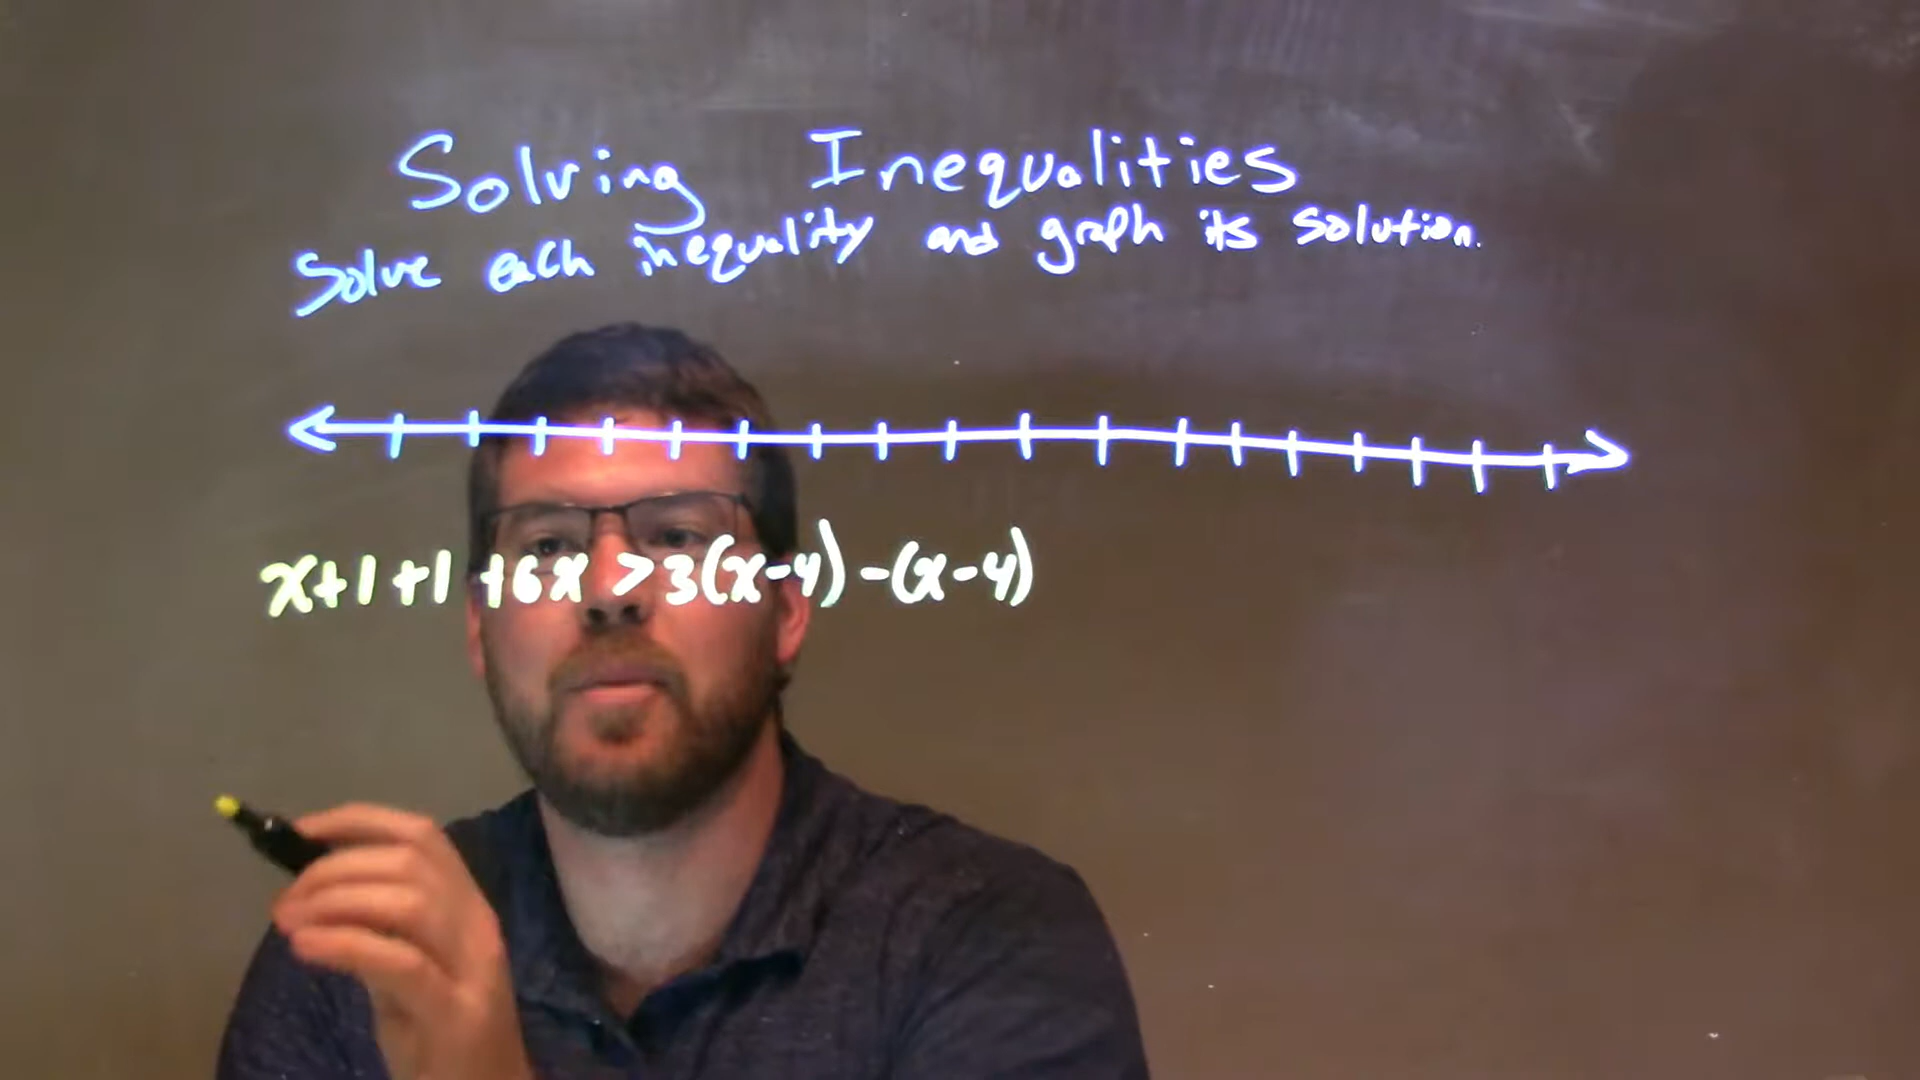 Solving Inequalities
Solve each inequality and graph its solution.
x+1+1+6x>3(x-4)-(x-4)